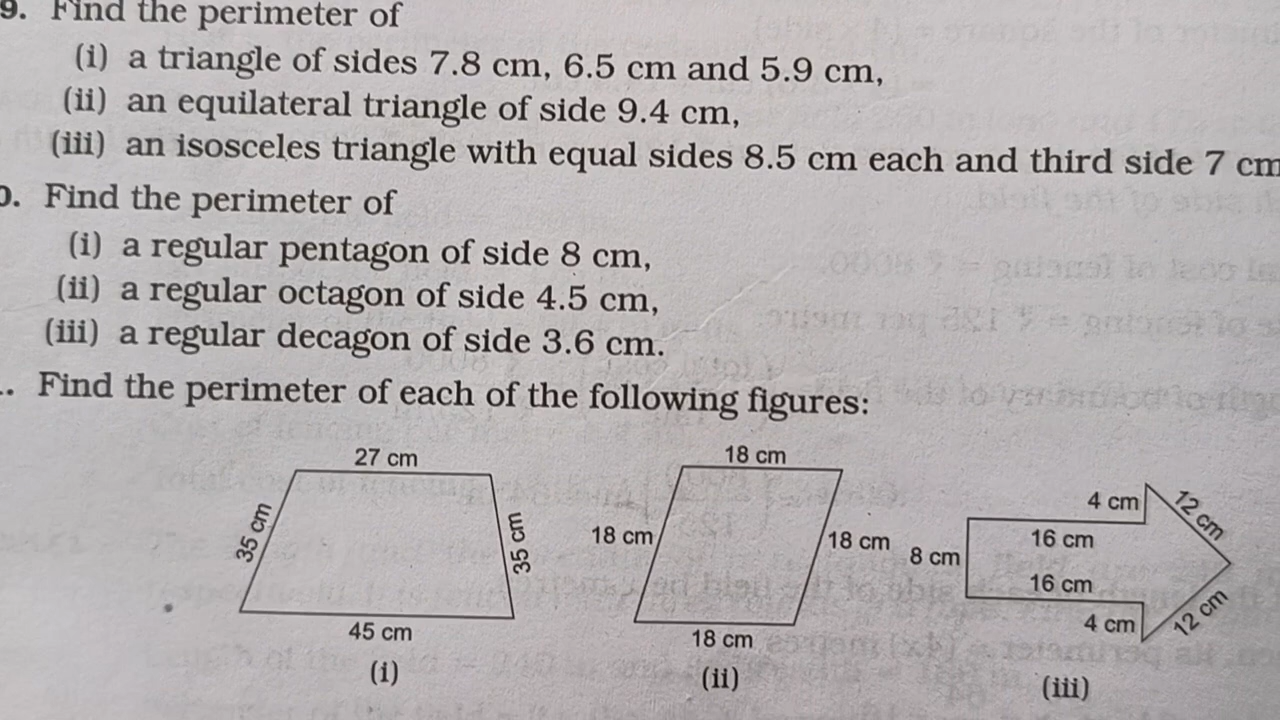 9. Find the perimeter of
(i) a triangle of sides 7.8 cm, 6.5 cm and 5.9 cm,
(ii) an equilateral triangle of side 9.4 cm,
(iii) an isosceles triangle with equal sides 8.5 cm each and third side 7 cm
0. Find the perimeter of
(i) a regular pentagon of side 8 cm,
(ii) a regular octagon of side 4.5 cm,
(iii) a regular decagon of side 3.6 cm.
. Find the perimeter of each of the following figures:
27 cm
35 cm
35 cm
45 cm
(i)
18 cm
18 cm
18 cm
18 cm
(ii)
4 cm
12 cm
16 cm
8 cm
16 cm
4 cm
12 cm
(iii)